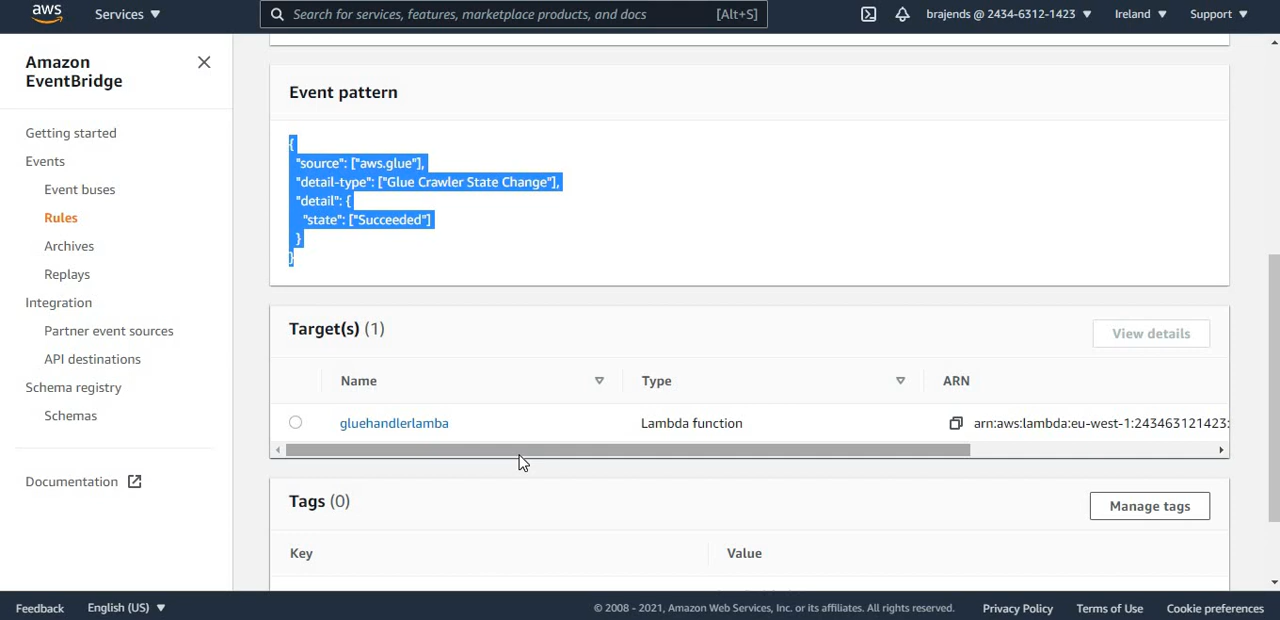 aws
Services ▼
Search for services, features, marketplace products, and docs [Alt+S]
brajends @ 2434-6312-1423 ▼
Ireland ▼
Support ▼
Amazon
EventBridge
Getting started
Events
Event buses
Rules
Archives
Replays
Integration
Partner event sources
API destinations
Schema registry
Schemas
Documentation
Event pattern
{
"source": ["aws.glue"],
"detail-type": ["Glue Crawler State Change"],
"detail": {
"state": ["Succeeded"]
}
}
Target(s) (1)
View details
Name Type ARN
gluehandlerlamba Lambda function arn:aws:lambda:eu-west-1:243463121423:
Tags (0)
Manage tags
Key Value
Feedback English (US) ▼ © 2008 - 2021, Amazon Web Services, Inc. or its affiliates. All rights reserved. Privacy Policy Terms of Use Cookie preferences